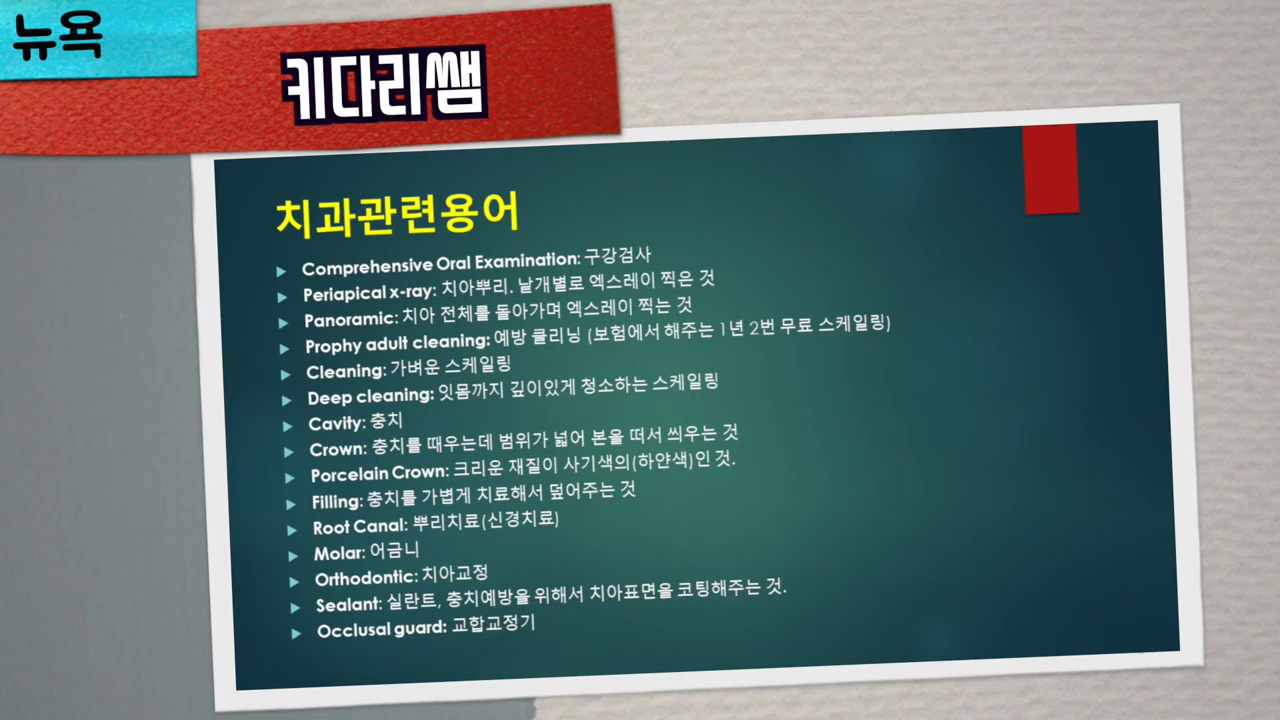 뉴욕
키다리쌤
치과관련용어
Comprehensive Oral Examination: 구강검사
Periapical x-ray: 치아뿌리. 낱개별로 엑스레이 찍은 것
Panoramic: 치아 전체를 돌아가며 엑스레이 찍는 것
Prophy adult cleaning: 예방 클리닝 (보험에서 해주는 1년 2번 무료 스케일링)
Cleaning: 가벼운 스케일링
Deep cleaning: 잇몸까지 깊이있게 청소하는 스케일링
Cavity: 충치
Crown: 충치를 때우는데 범위가 넓어 본을 떠서 씌우는 것
Porcelain Crown: 크리운 재질이 사기색의(하얀색)인 것.
Filling: 충치를 가볍게 치료해서 덮어주는 것
Root Canal: 뿌리치료(신경치료)
Molar: 어금니
Orthodontic: 치아교정
Sealant: 실란트, 충치예방을 위해서 치아표면을 코팅해주는 것.
Occlusal guard: 교합교정기